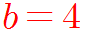 b = 4